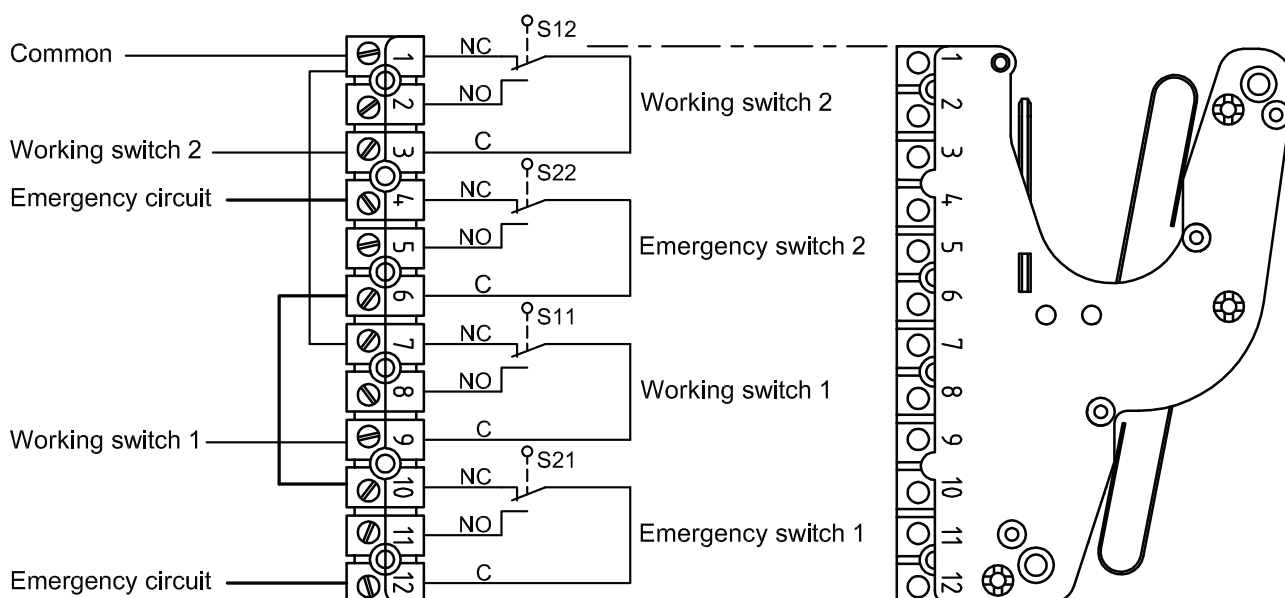 Common
Working switch 2
Emergency circuit
Working switch 1
Emergency circuit
1
2
3
4
5
6
7
8
9
10
11
12
NC
S12
NO
C
Working switch 2
NC
S22
NO
C
Emergency switch 2
NC
S11
NO
C
Working switch 1
NC
S21
NO
C
Emergency switch 1
1
2
3
4
5
6
7
8
9
10
11
12